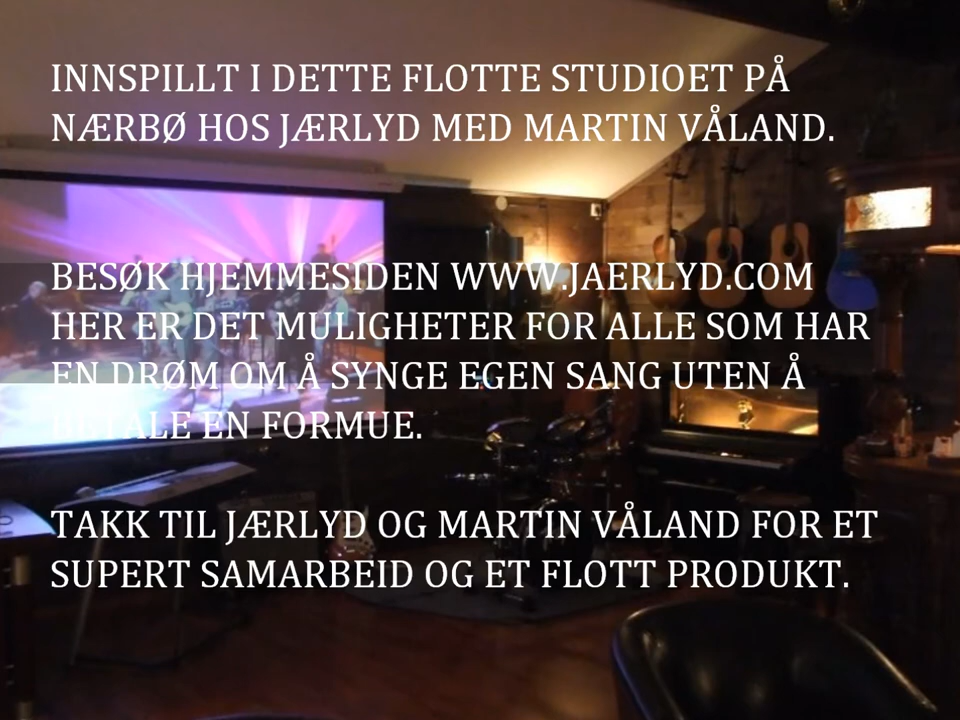 INNSPILLT I DETTE FLOTTE STUDIOET PÅ
NÆRBØ HOS JÆRLYD MED MARTIN VÅLAND.
BESØK HJEMMESIDEN WWW.JAERLYD.COM
HER ER DET MULIGHETER FOR ALLE SOM HAR
EN DRØM OM Å SYNGE EGEN SANG UTEN Å
BETALE EN FORMUE.
TAKK TIL JÆRLYD OG MARTIN VÅLAND FOR ET
SUPERT SAMARBEID OG ET FLOTT PRODUKT.